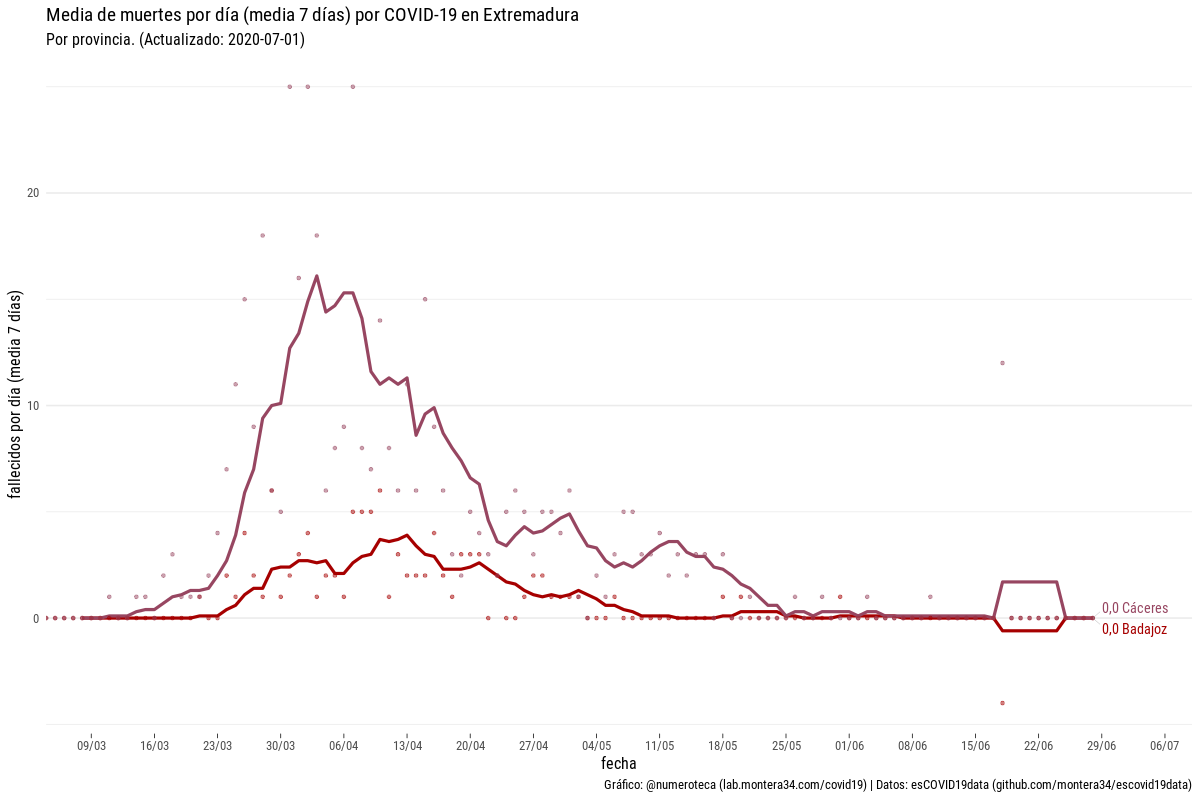 Media de muertes por día (media 7 días) por COVID-19 en Extremadura
Por provincia. (Actualizado: 2020-07-01)
fallecidos por día (media 7 días)
20
10
0
0,0 Cáceres
0,0 Badajoz
09/03 16/03 23/03 30/03 06/04 13/04 20/04 27/04 04/05 11/05 18/05 25/05 01/06 08/06 15/06 22/06 29/06 06/07
fecha
Gráfico: @numeroteca (lab.montera34.com/covid19) | Datos: esCOVID19data (github.com/montera34/escovid19data)